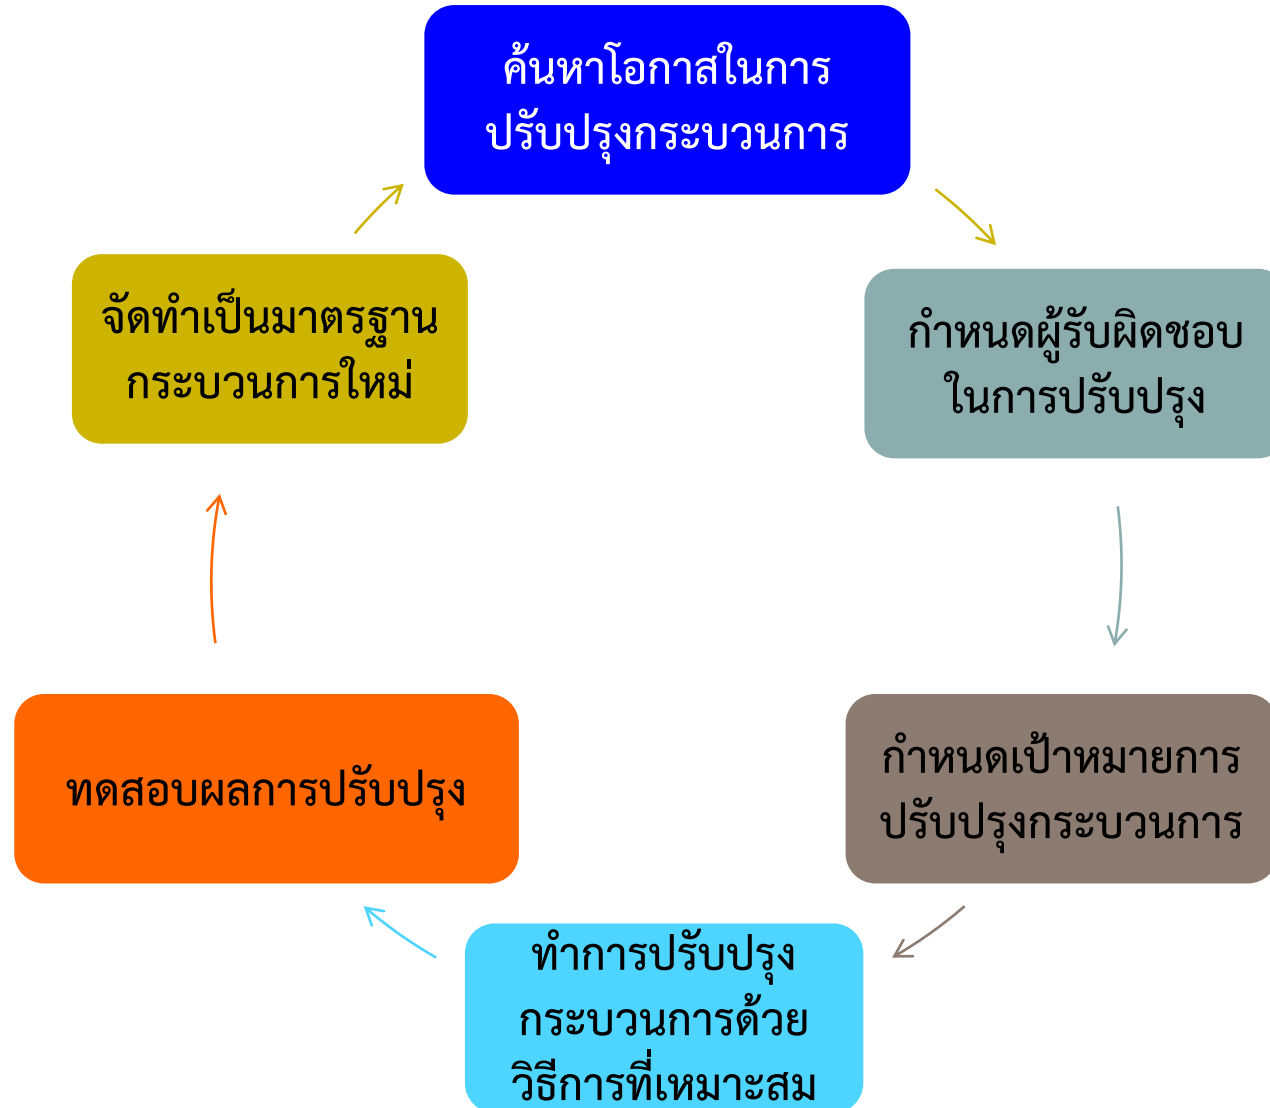 ค้นหาโอกาสในการ
ปรับปรุงกระบวนการ
กำหนดผู้รับผิดชอบ
ในการปรับปรุง
กำหนดเป้าหมายการ
ปรับปรุงกระบวนการ
ทำการปรับปรุง
กระบวนการด้วย
วิธีการที่เหมาะสม
ทดสอบผลการปรับปรุง
จัดทำเป็นมาตรฐาน
กระบวนการใหม่